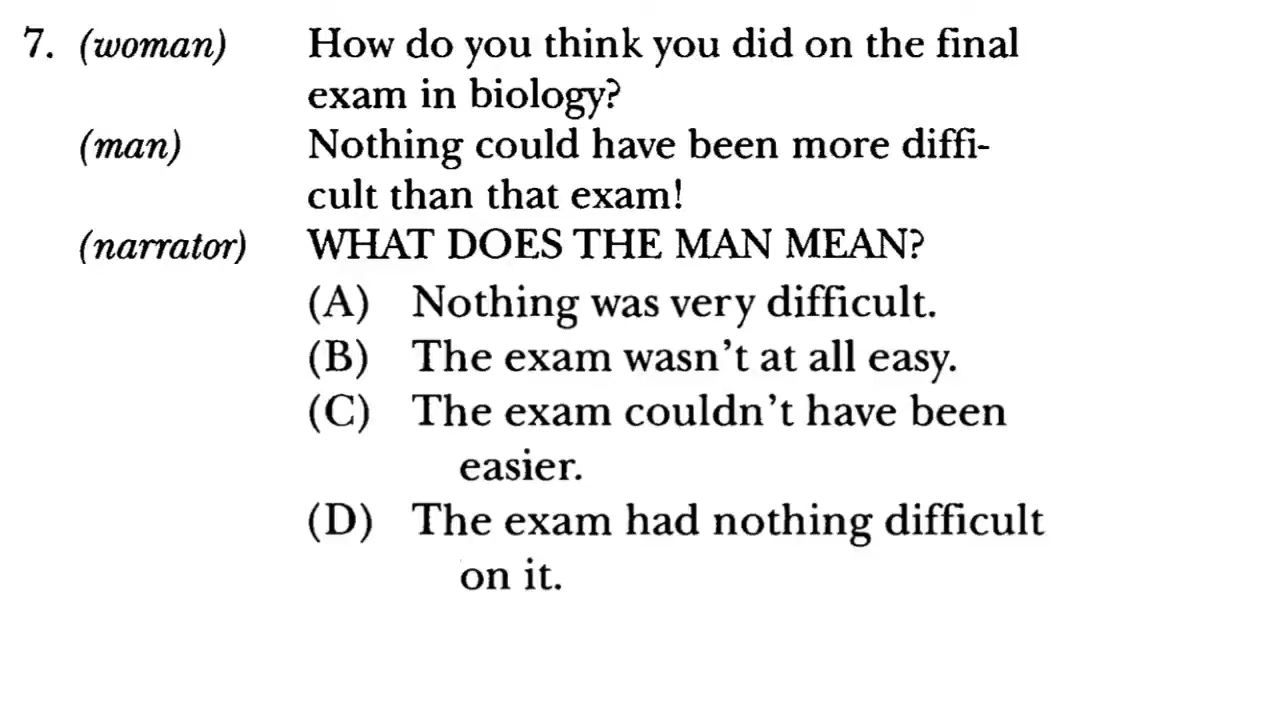 7. (woman) How do you think you did on the final
exam in biology?
(man) Nothing could have been more diffi-
cult than that exam!
(narrator) WHAT DOES THE MAN MEAN?
(A) Nothing was very difficult.
(B) The exam wasn't at all easy.
(C) The exam couldn't have been
easier.
(D) The exam had nothing difficult
on it.